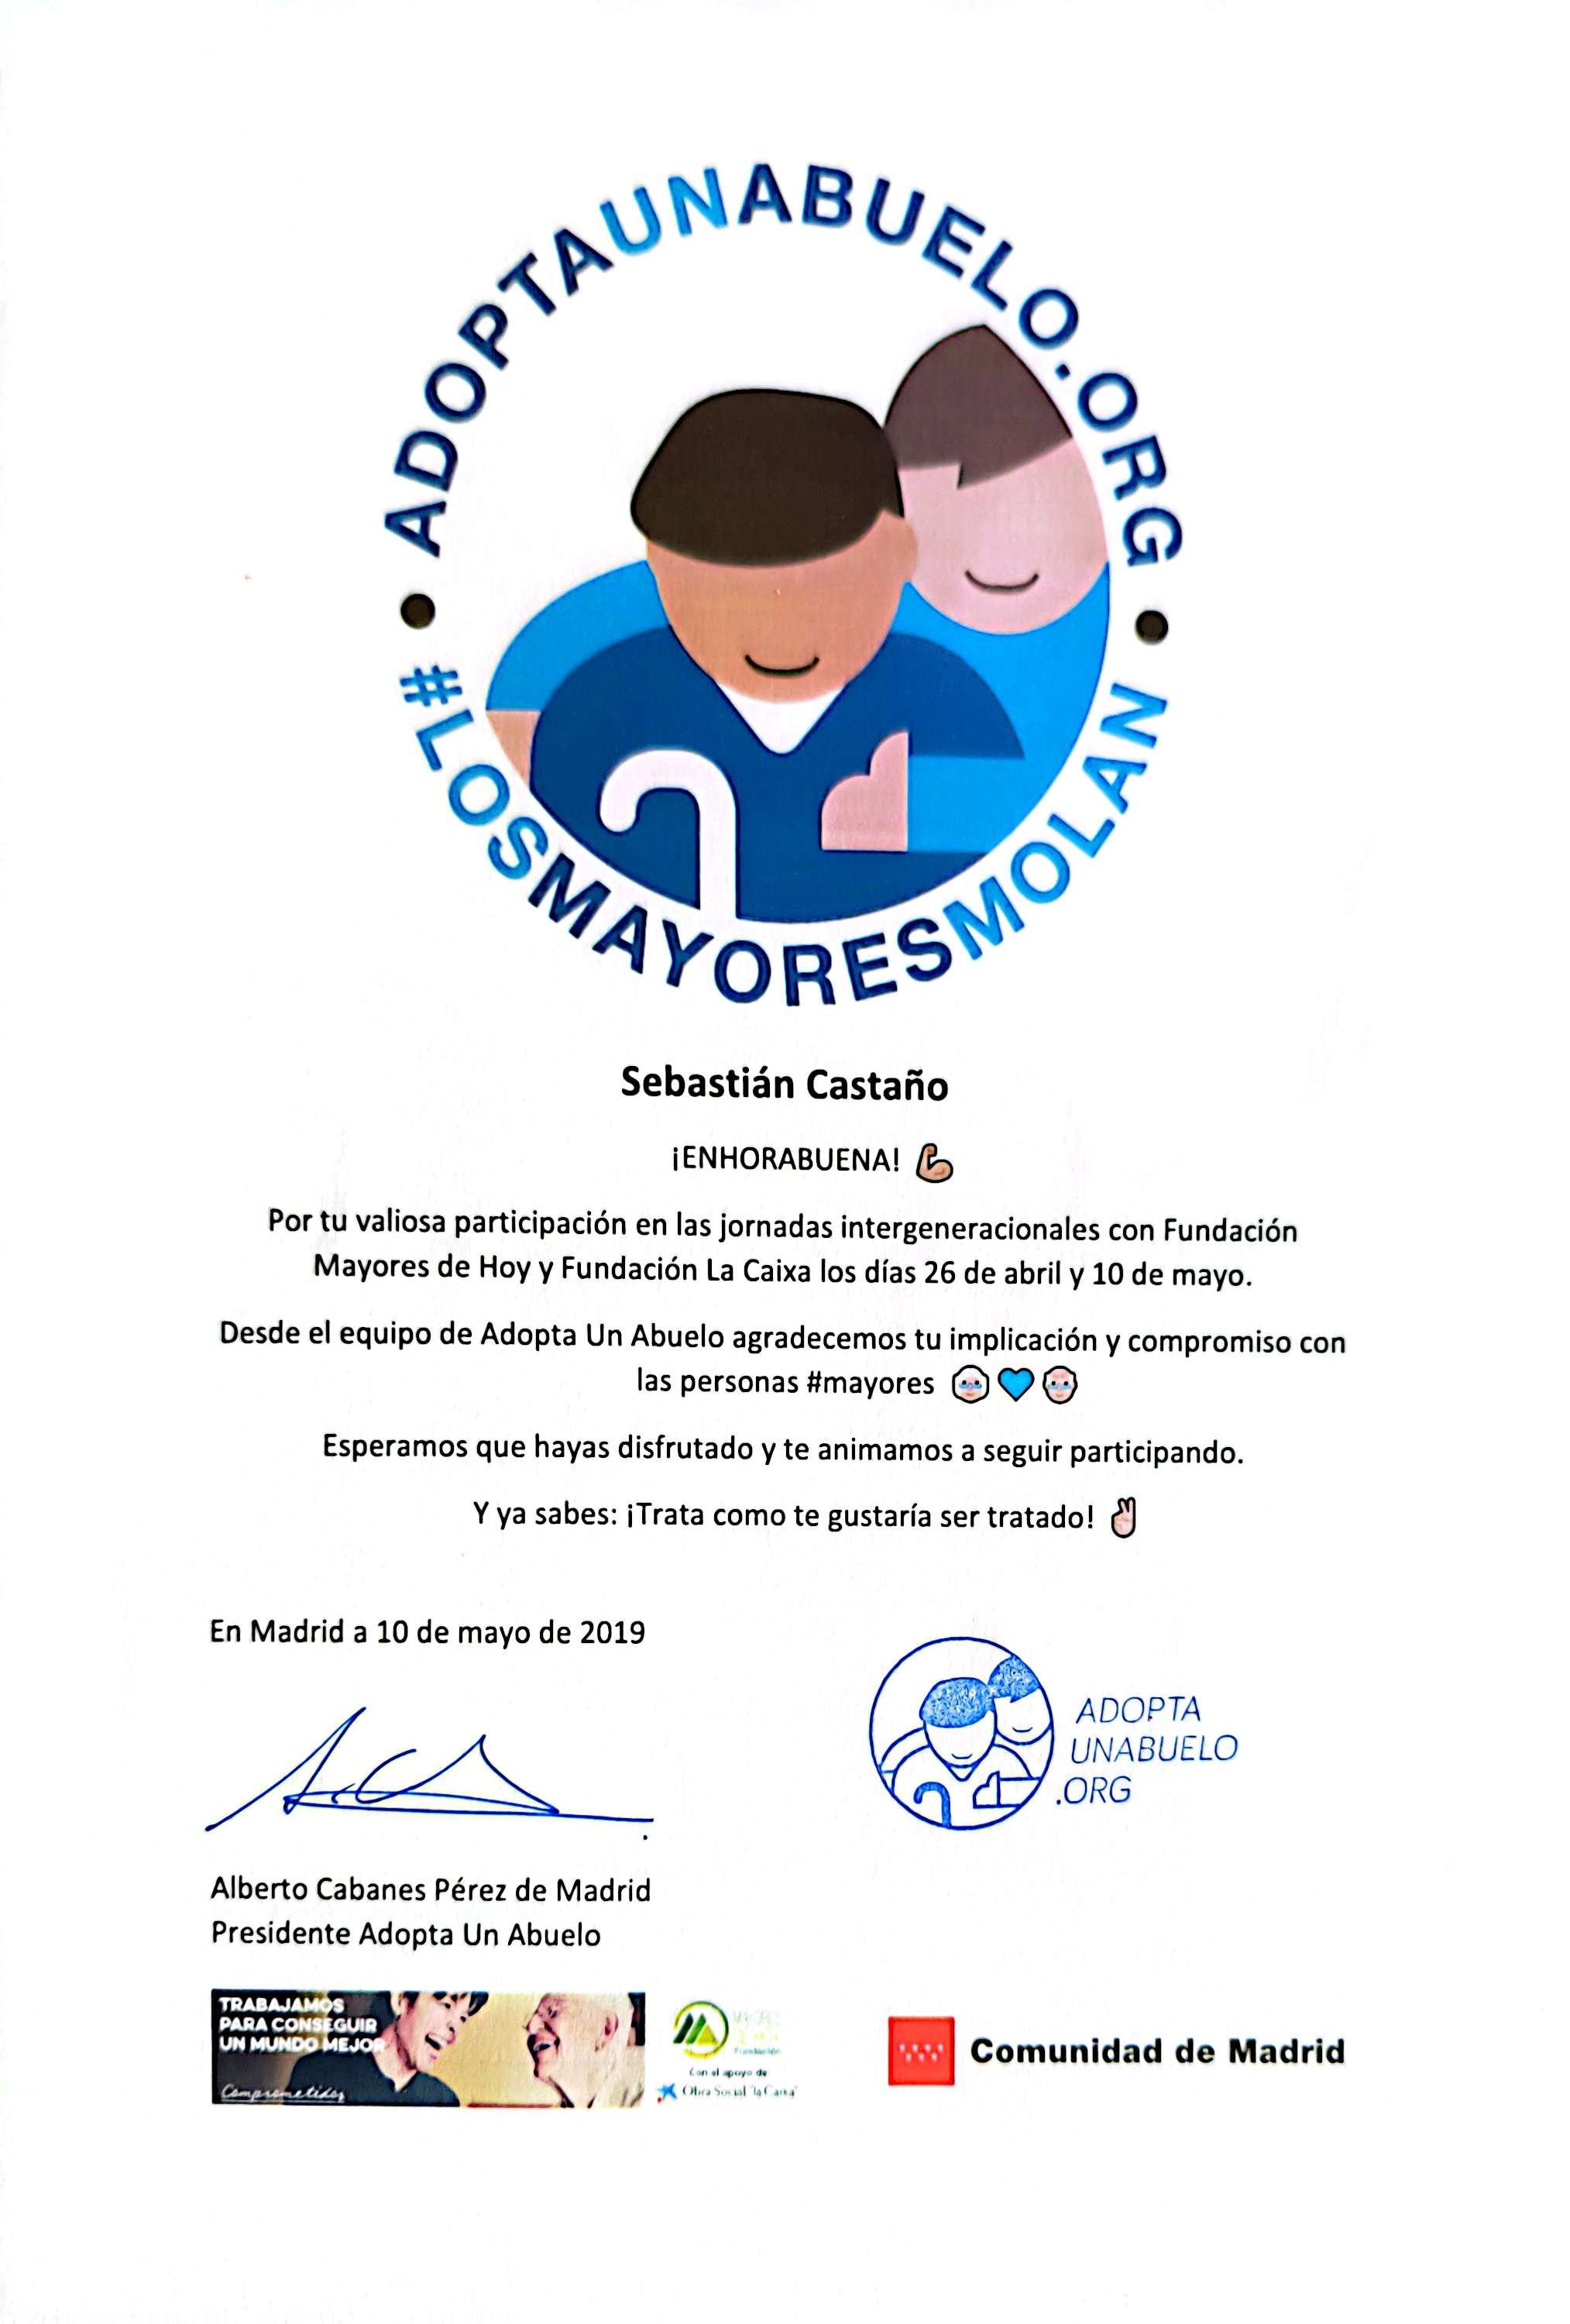 ADOPTAUNABUELO.ORG
#LOSMAYORESMOLAN
Sebastián Castaño
¡ENHORABUENA! 💪
Por tu valiosa participación en las jornadas intergeneracionales con Fundación
Mayores de Hoy y Fundación La Caixa los días 26 de abril y 10 de mayo.
Desde el equipo de Adopta Un Abuelo agradecemos tu implicación y compromiso con
las personas #mayores 👵💙👴
Esperamos que hayas disfrutado y te animamos a seguir participando.
Y ya sabes: ¡Trata como te gustaría ser tratado! ✌
En Madrid a 10 de mayo de 2019
ADOPTA
UNABUELO
.ORG
Alberto Cabanes Pérez de Madrid
Presidente Adopta Un Abuelo
TRABAJAMOS
PARA CONSEGUIR
UN MUNDO MEJOR
Comprometidos
MAYORES
Fundación
Con el apoyo de
Obra Social "la Caixa"
Comunidad de Madrid